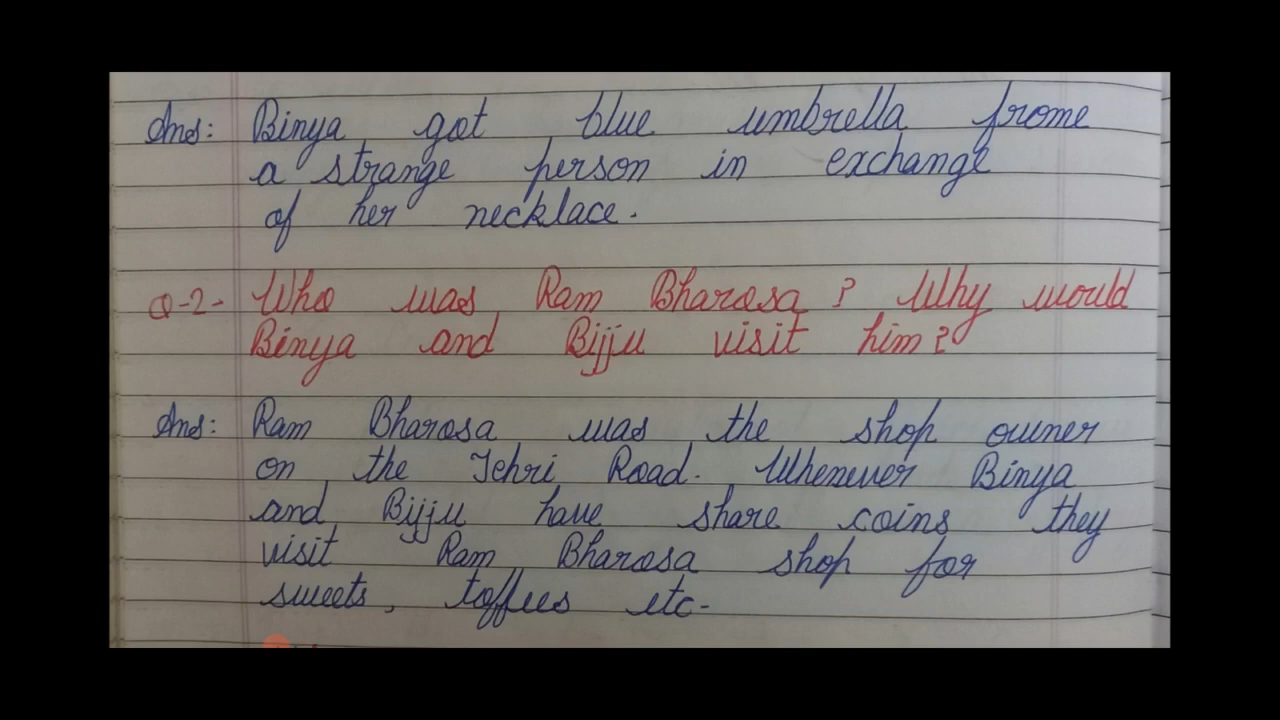 Ans: Binya got blue umbrella frome
a strange person in exchange
of her necklace.
Q-2- Who was Ram Bharosa? Why would
Binya and Bijju visit him?
Ans: Ram Bharosa was the shop owner
on the Tehri Road. Whenever Binya
and Bijju have share coins they
visit Ram Bharosa shop for
sweets, toffees etc-